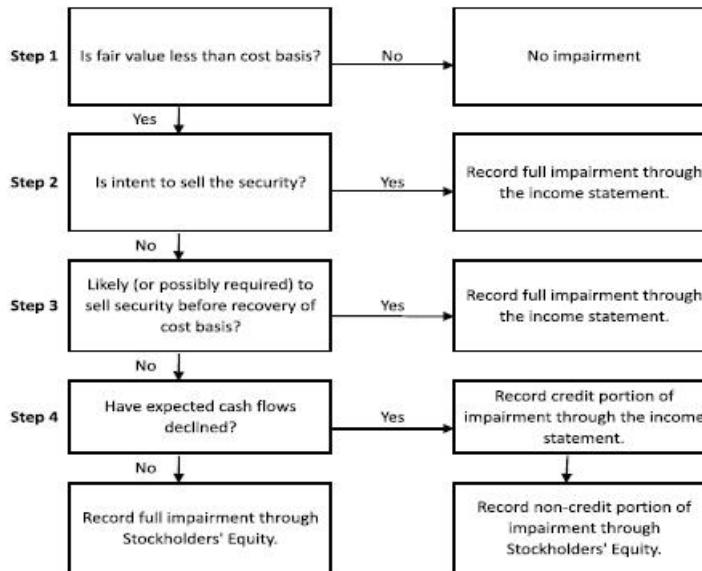 Step 1
Is fair value less than cost basis?
No
No impairment
Yes
Step 2
Is intent to sell the security?
Yes
Record full impairment through
the income statement.
No
Step 3
Likely (or possibly required) to
sell security before recovery of
cost basis?
Yes
Record full impairment through
the income statement.
No
Step 4
Have expected cash flows
declined?
Yes
Record credit portion of
impairment through the income
statement.
No
Record full impairment through
Stockholders' Equity.
Record non-credit portion of
impairment through
Stockholders' Equity.